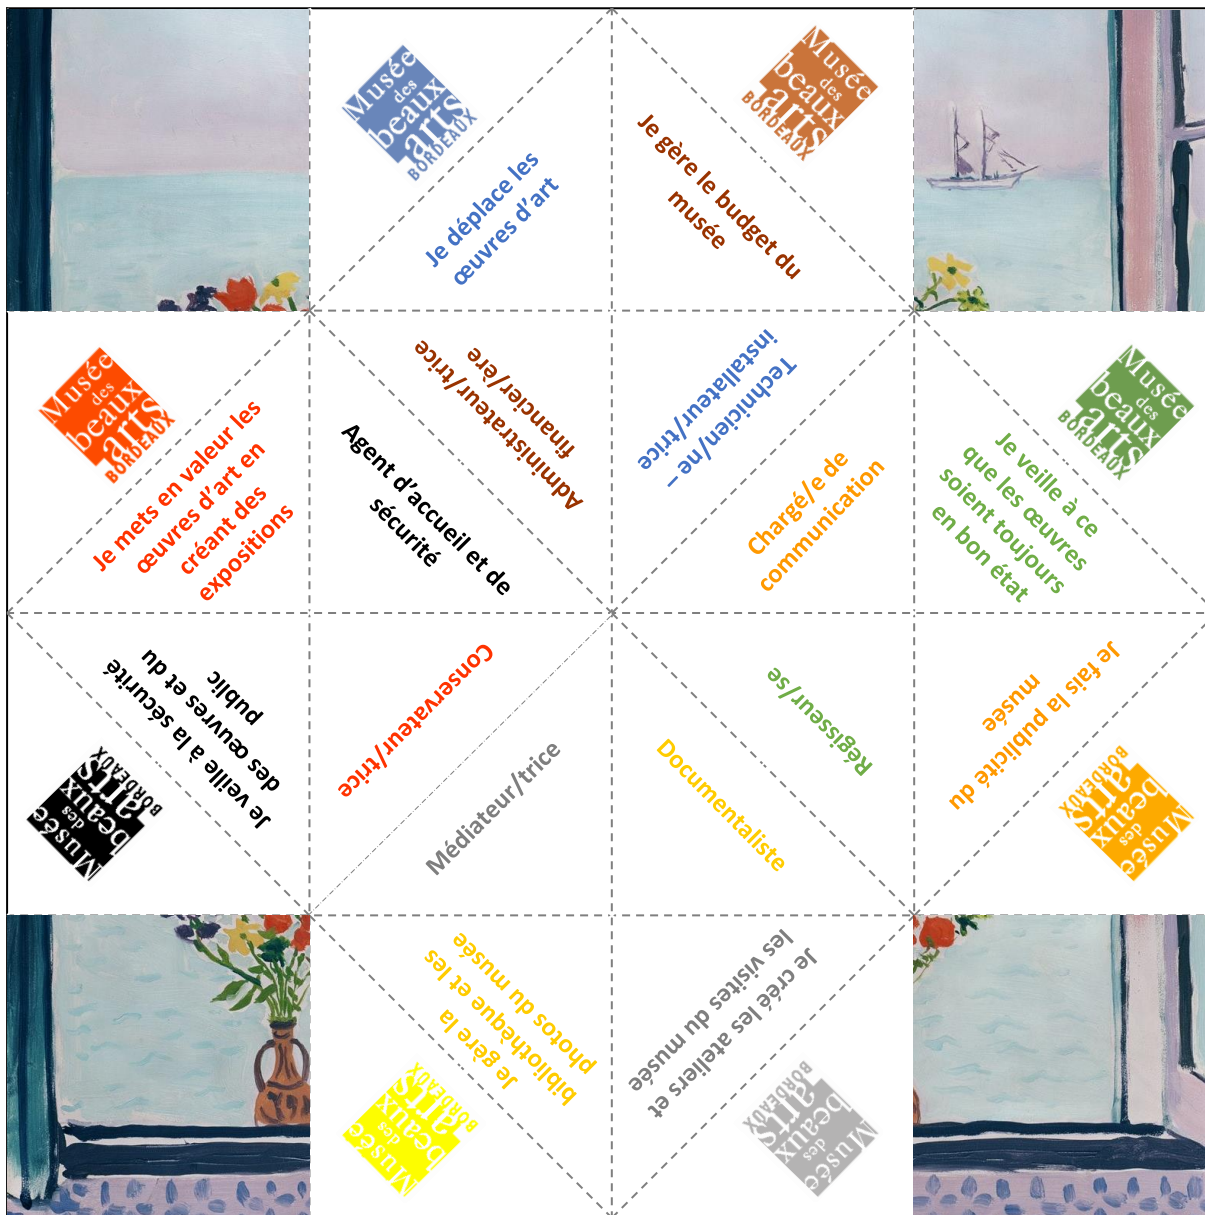 Musée
des
beaux
arts
BORDEAUX
Je déplace les
œuvres d’art
Musée
des
beaux
arts
BORDEAUX
Je gère le budget du
musée
Musée
des
beaux
arts
BORDEAUX
Je mets en valeur les
œuvres d’art en
créant des
expositions
Administrateur/trice
financier/ère
Agent d’accueil et de
sécurité
Technicien/ne –
installateur/trice
Chargé/e de
communication
Musée
des
beaux
arts
BORDEAUX
Je veille à ce
que les œuvres
soient toujours
en bon état
Je veille à la sécurité
des œuvres et du
public
Musée
des
beaux
arts
BORDEAUX
Conservateur/trice
Médiateur/trice
Documentaliste
Régisseur/se
Je fais la publicité du
musée
Musée
des
beaux
arts
BORDEAUX
Je gère la
bibliothèque et les
photos du musée
Musée
des
beaux
arts
BORDEAUX
Je créé les ateliers et
les visites du musée
Musée
des
beaux
arts
BORDEAUX